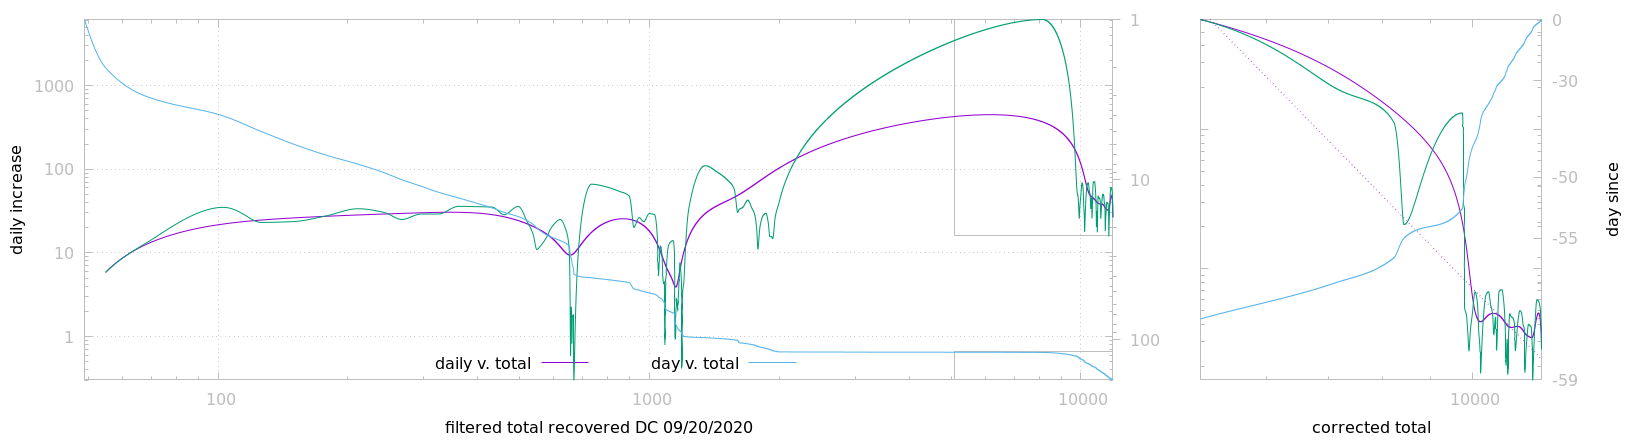 daily increase
1000
100
10
1
daily v. total
day v. total
100
1000
10000
filtered total recovered DC 09/20/2020
1
10
100
0
-30
-50
-55
-59
day since
10000
corrected total